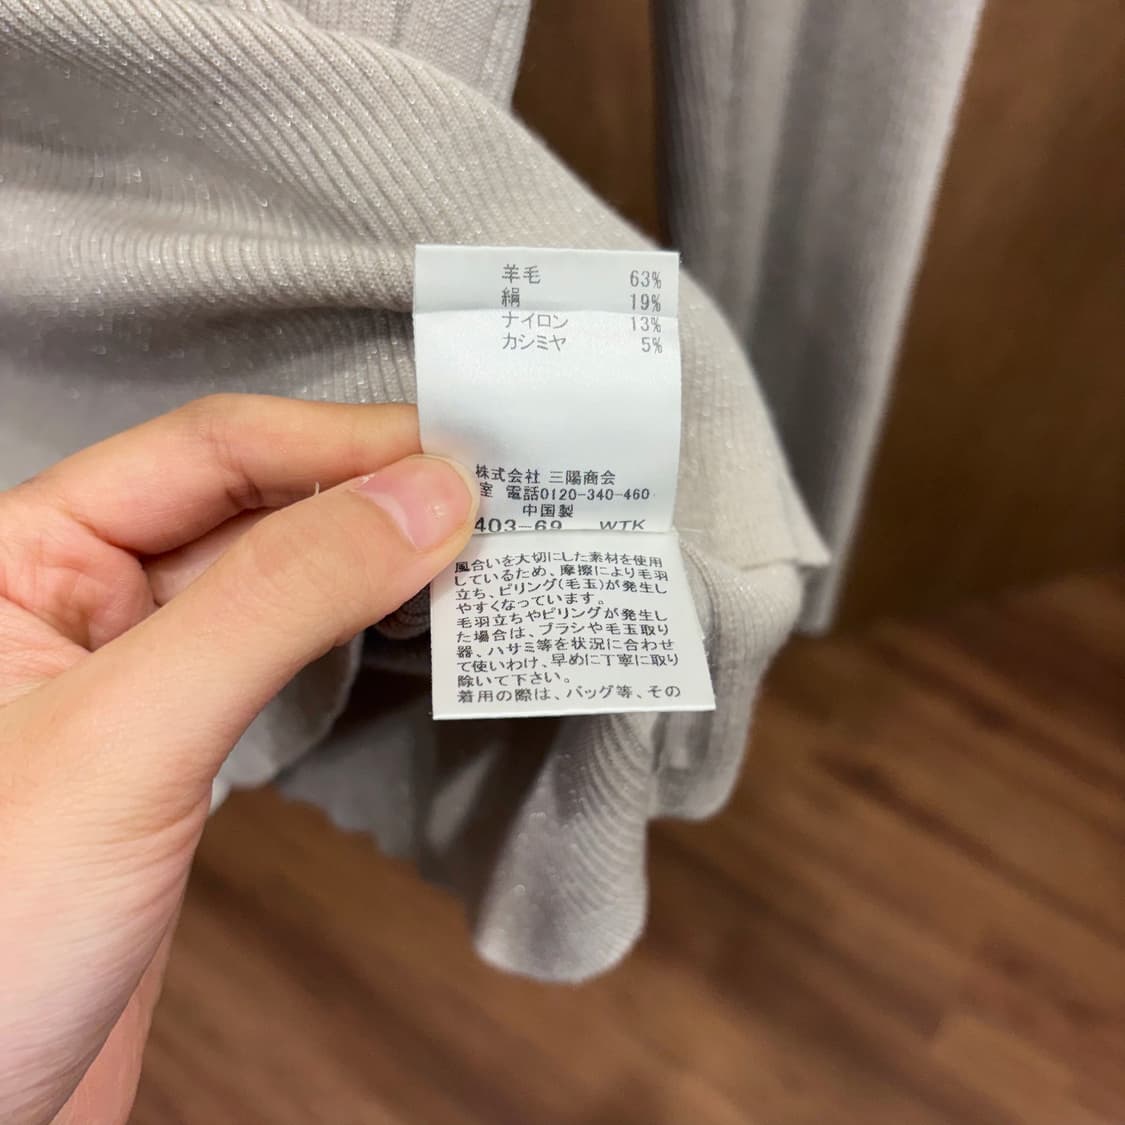 羊毛 63%
絹 19%
ナイロン 13%
カシミヤ 5%
株式会社 三陽商会
室 電話0120-340-460
中国製
403-69 WTK
風合いを大切にした素材を使用
しているため、摩擦により毛羽
立ち、ピリング(毛玉)が発生し
やすくなっています。
毛羽立ちやピリングが発生し
た場合は、ブラシや毛玉取り
器、ハサミ等を状況に合わせ
て使いわけ、早めに丁寧に取り
除いて下さい。
着用の際は、バッグ等、その